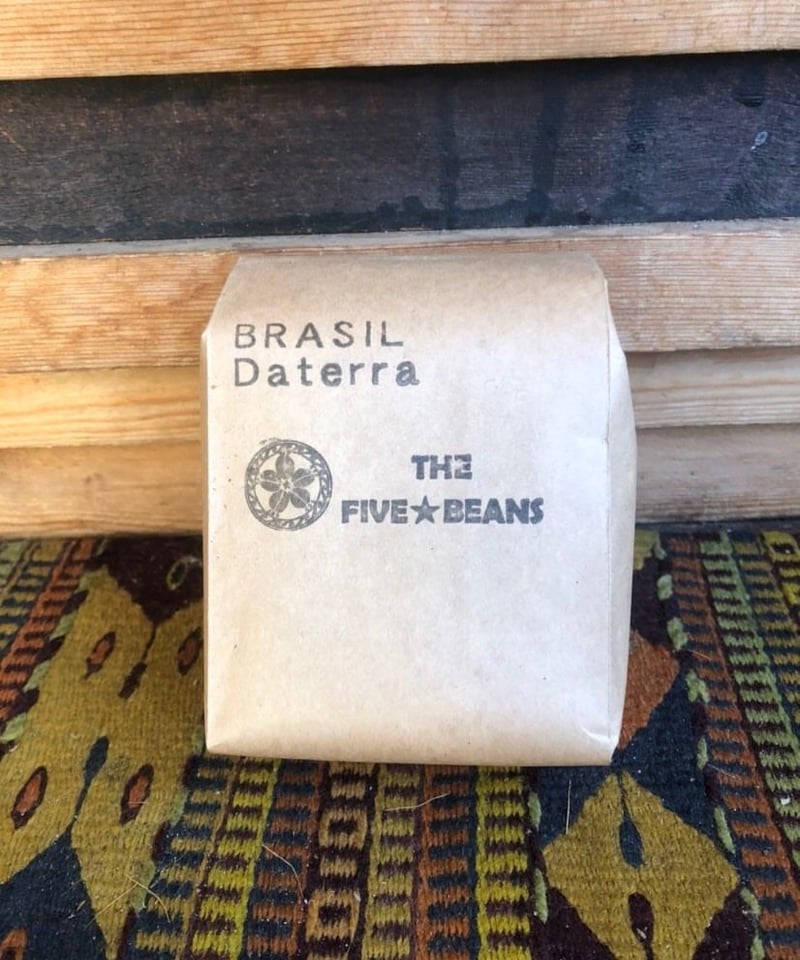 BRASIL
Daterra
THE
FIVE★BEANS